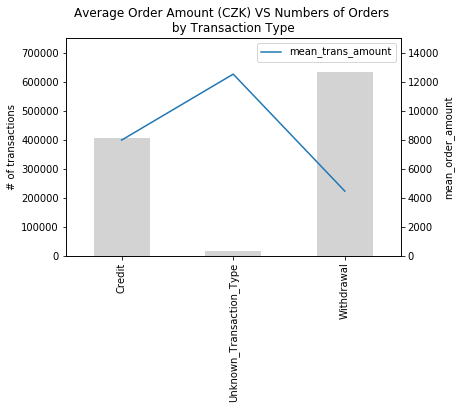 Average Order Amount (CZK) VS Numbers of Orders
by Transaction Type
mean_trans_amount
700000
600000
500000
400000
300000
200000
100000
0
# of transactions
14000
12000
10000
8000
6000
4000
2000
0
mean_order_amount
Credit
Unknown_Transaction_Type
Withdrawal